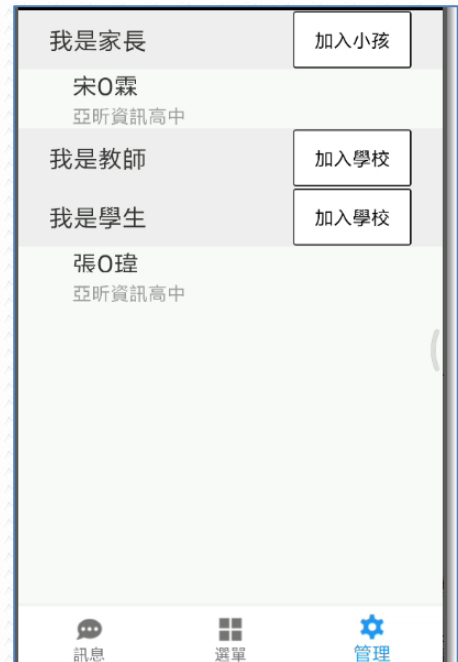 我是家長 加入小孩
宋O霖
亞昕資訊高中
我是教師 加入學校
我是學生 加入學校
張O瑋
亞昕資訊高中
訊息 選單 管理